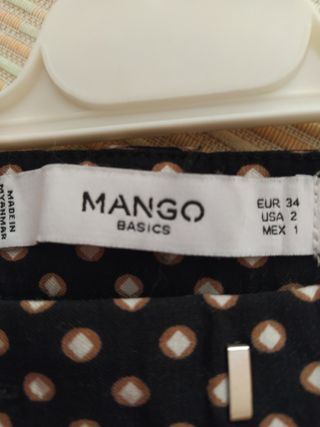 MADE IN
MYANMAR
MANGO
BASICS
EUR 34
USA 2
MEX 1